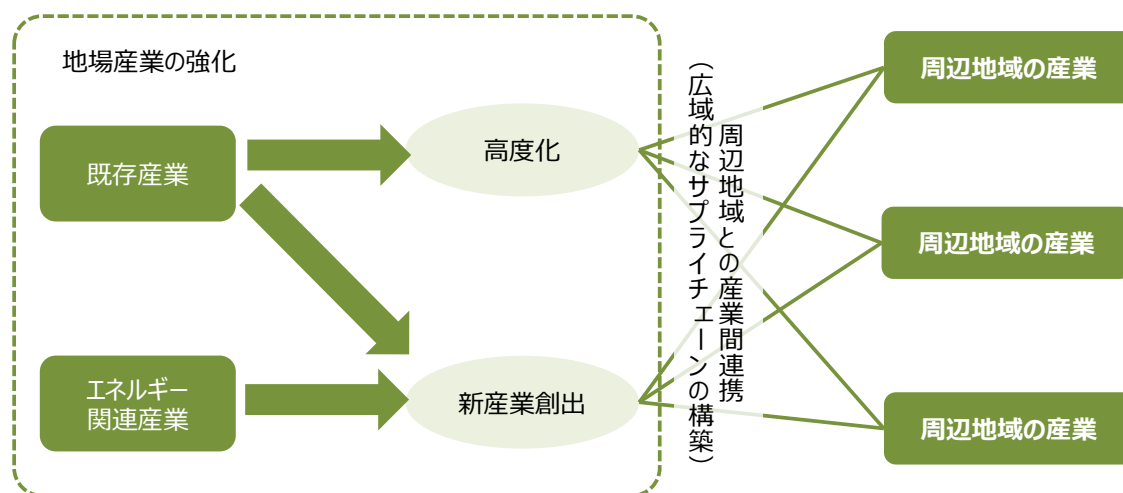 地場産業の強化
既存産業
高度化
エネルギー
関連産業
新産業創出
周辺地域との産業間連携
（広域的なサプライチェーンの構築）
周辺地域の産業
周辺地域の産業
周辺地域の産業